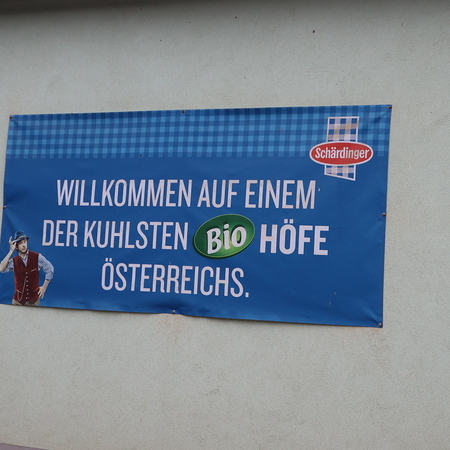 Schärdinger
WILLKOMMEN AUF EINEM
DER KUHLSTEN Bio HÖFE
ÖSTERREICHS.